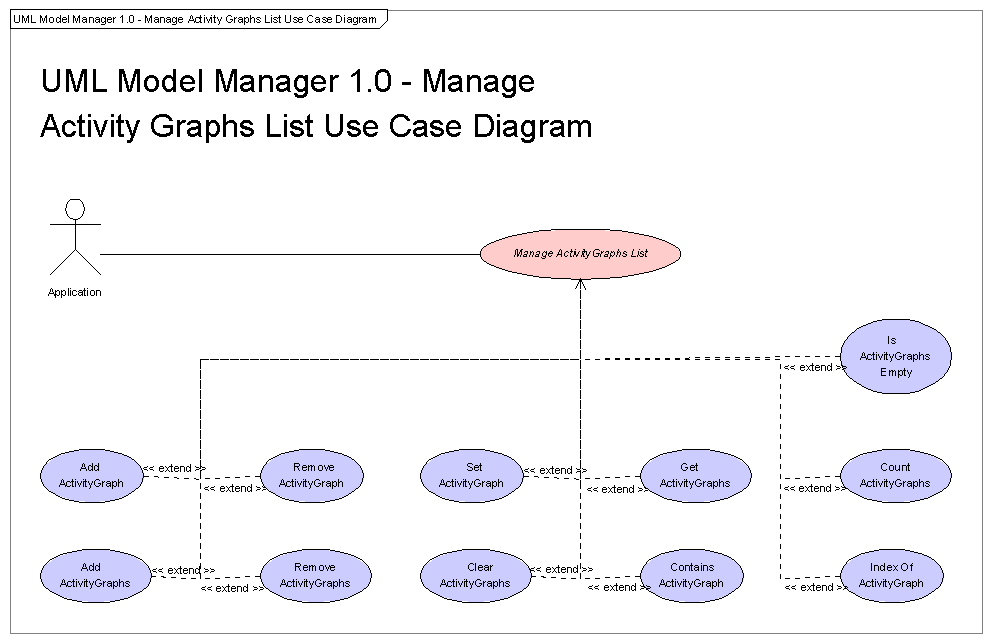 UML Model Manager 1.0 - Manage Activity Graphs List Use Case Diagram
UML Model Manager 1.0 - Manage
Activity Graphs List Use Case Diagram
Manage ActivityGraphs List
Application
Is
ActivityGraphs
Empty
<< extend >>
Add
ActivityGraph
<< extend >>
Remove
ActivityGraph
<< extend >>
Set
ActivityGraph
<< extend >>
Get
ActivityGraphs
<< extend >>
Count
ActivityGraphs
<< extend >>
Add
ActivityGraphs
<< extend >>
Remove
ActivityGraphs
<< extend >>
Clear
ActivityGraphs
<< extend >>
Contains
ActivityGraph
<< extend >>
Index Of
ActivityGraph
<< extend >>